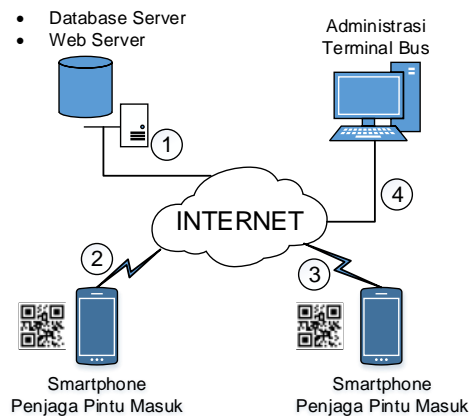 • Database Server
• Web Server
Administrasi
Terminal Bus
1
4
INTERNET
2
3
Smartphone
Penjaga Pintu Masuk
Smartphone
Penjaga Pintu Masuk